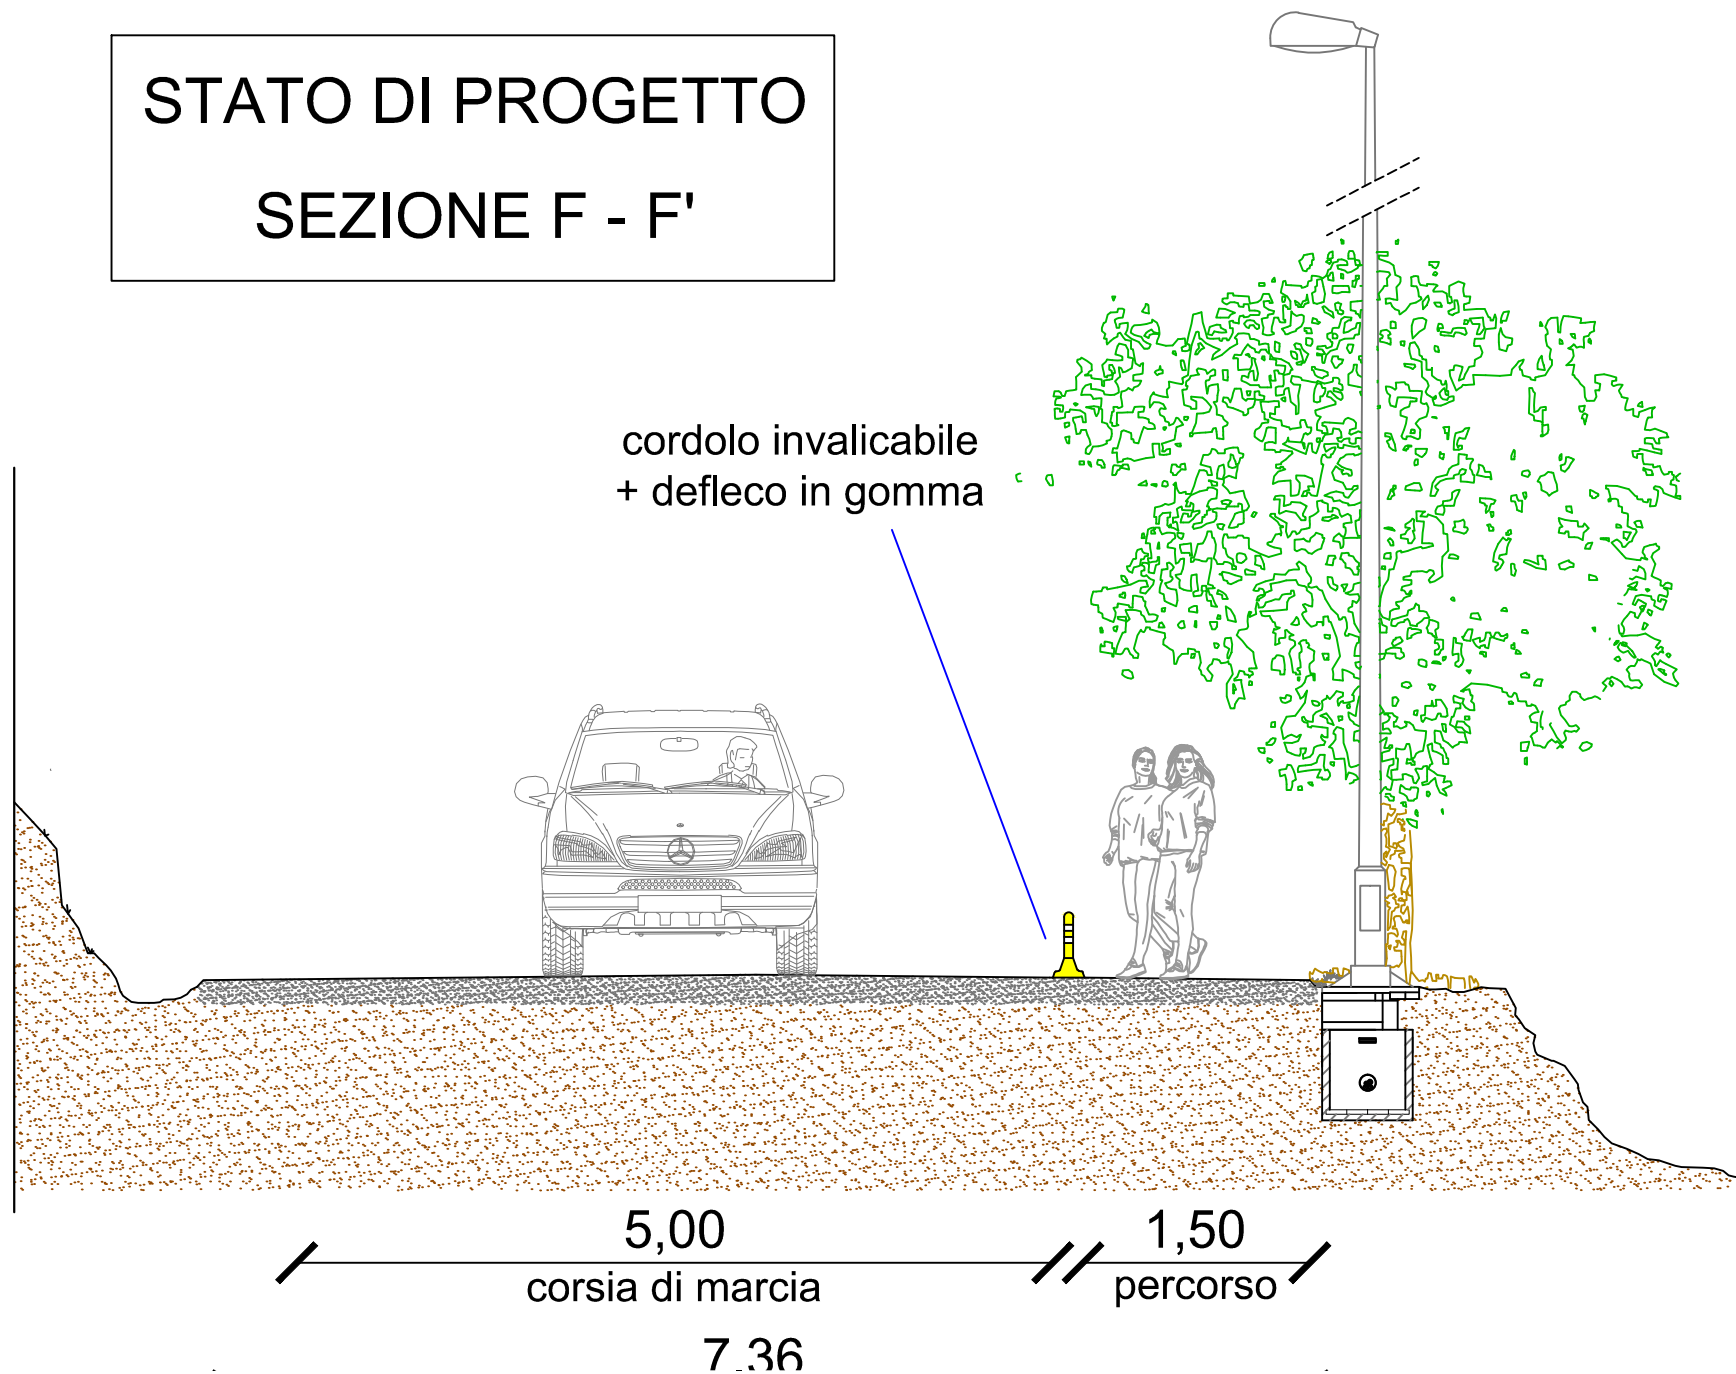 STATO DI PROGETTO
SEZIONE F - F'
cordolo invalicabile
+ defleco in gomma
5,00
1,50
corsia di marcia
percorso
7,36